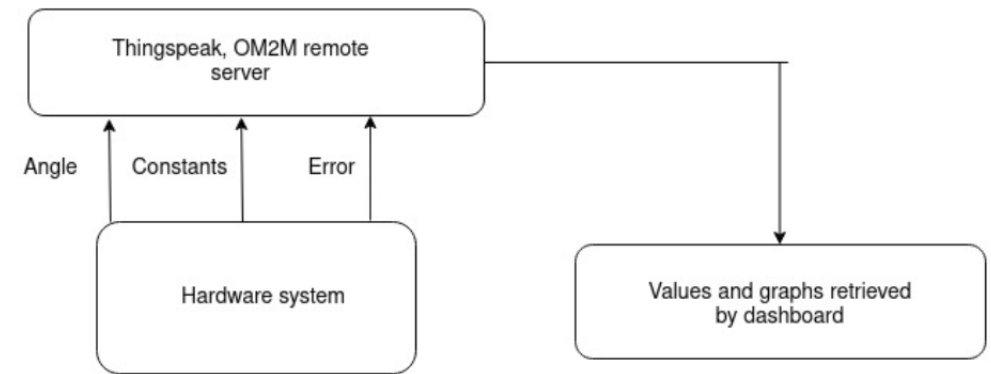 Thingspeak, OM2M remote
server
Angle
Constants
Error
Hardware system
Values and graphs retrieved
by dashboard